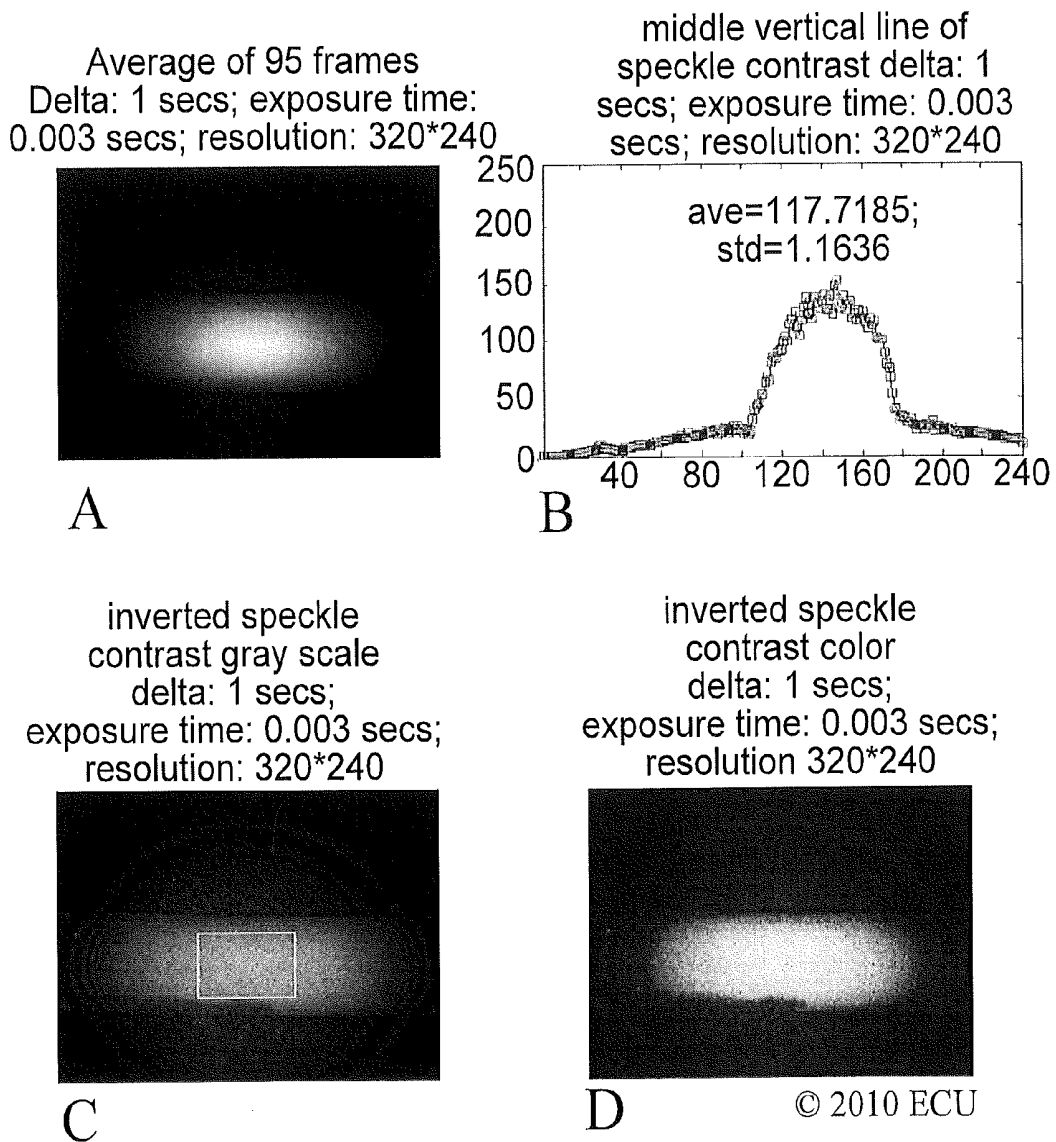 Average of 95 frames
Delta: 1 secs; exposure time:
0.003 secs; resolution: 320*240
A
middle vertical line of
speckle contrast delta: 1
secs; exposure time: 0.003
secs; resolution: 320*240
250
200
150
100
50
0
ave=117.7185;
std=1.1636
40 80 120 160 200 240
B
inverted speckle
contrast gray scale
delta: 1 secs;
exposure time: 0.003 secs;
resolution: 320*240
C
inverted speckle
contrast color
delta: 1 secs;
exposure time: 0.003 secs;
resolution 320*240
D
© 2010 ECU